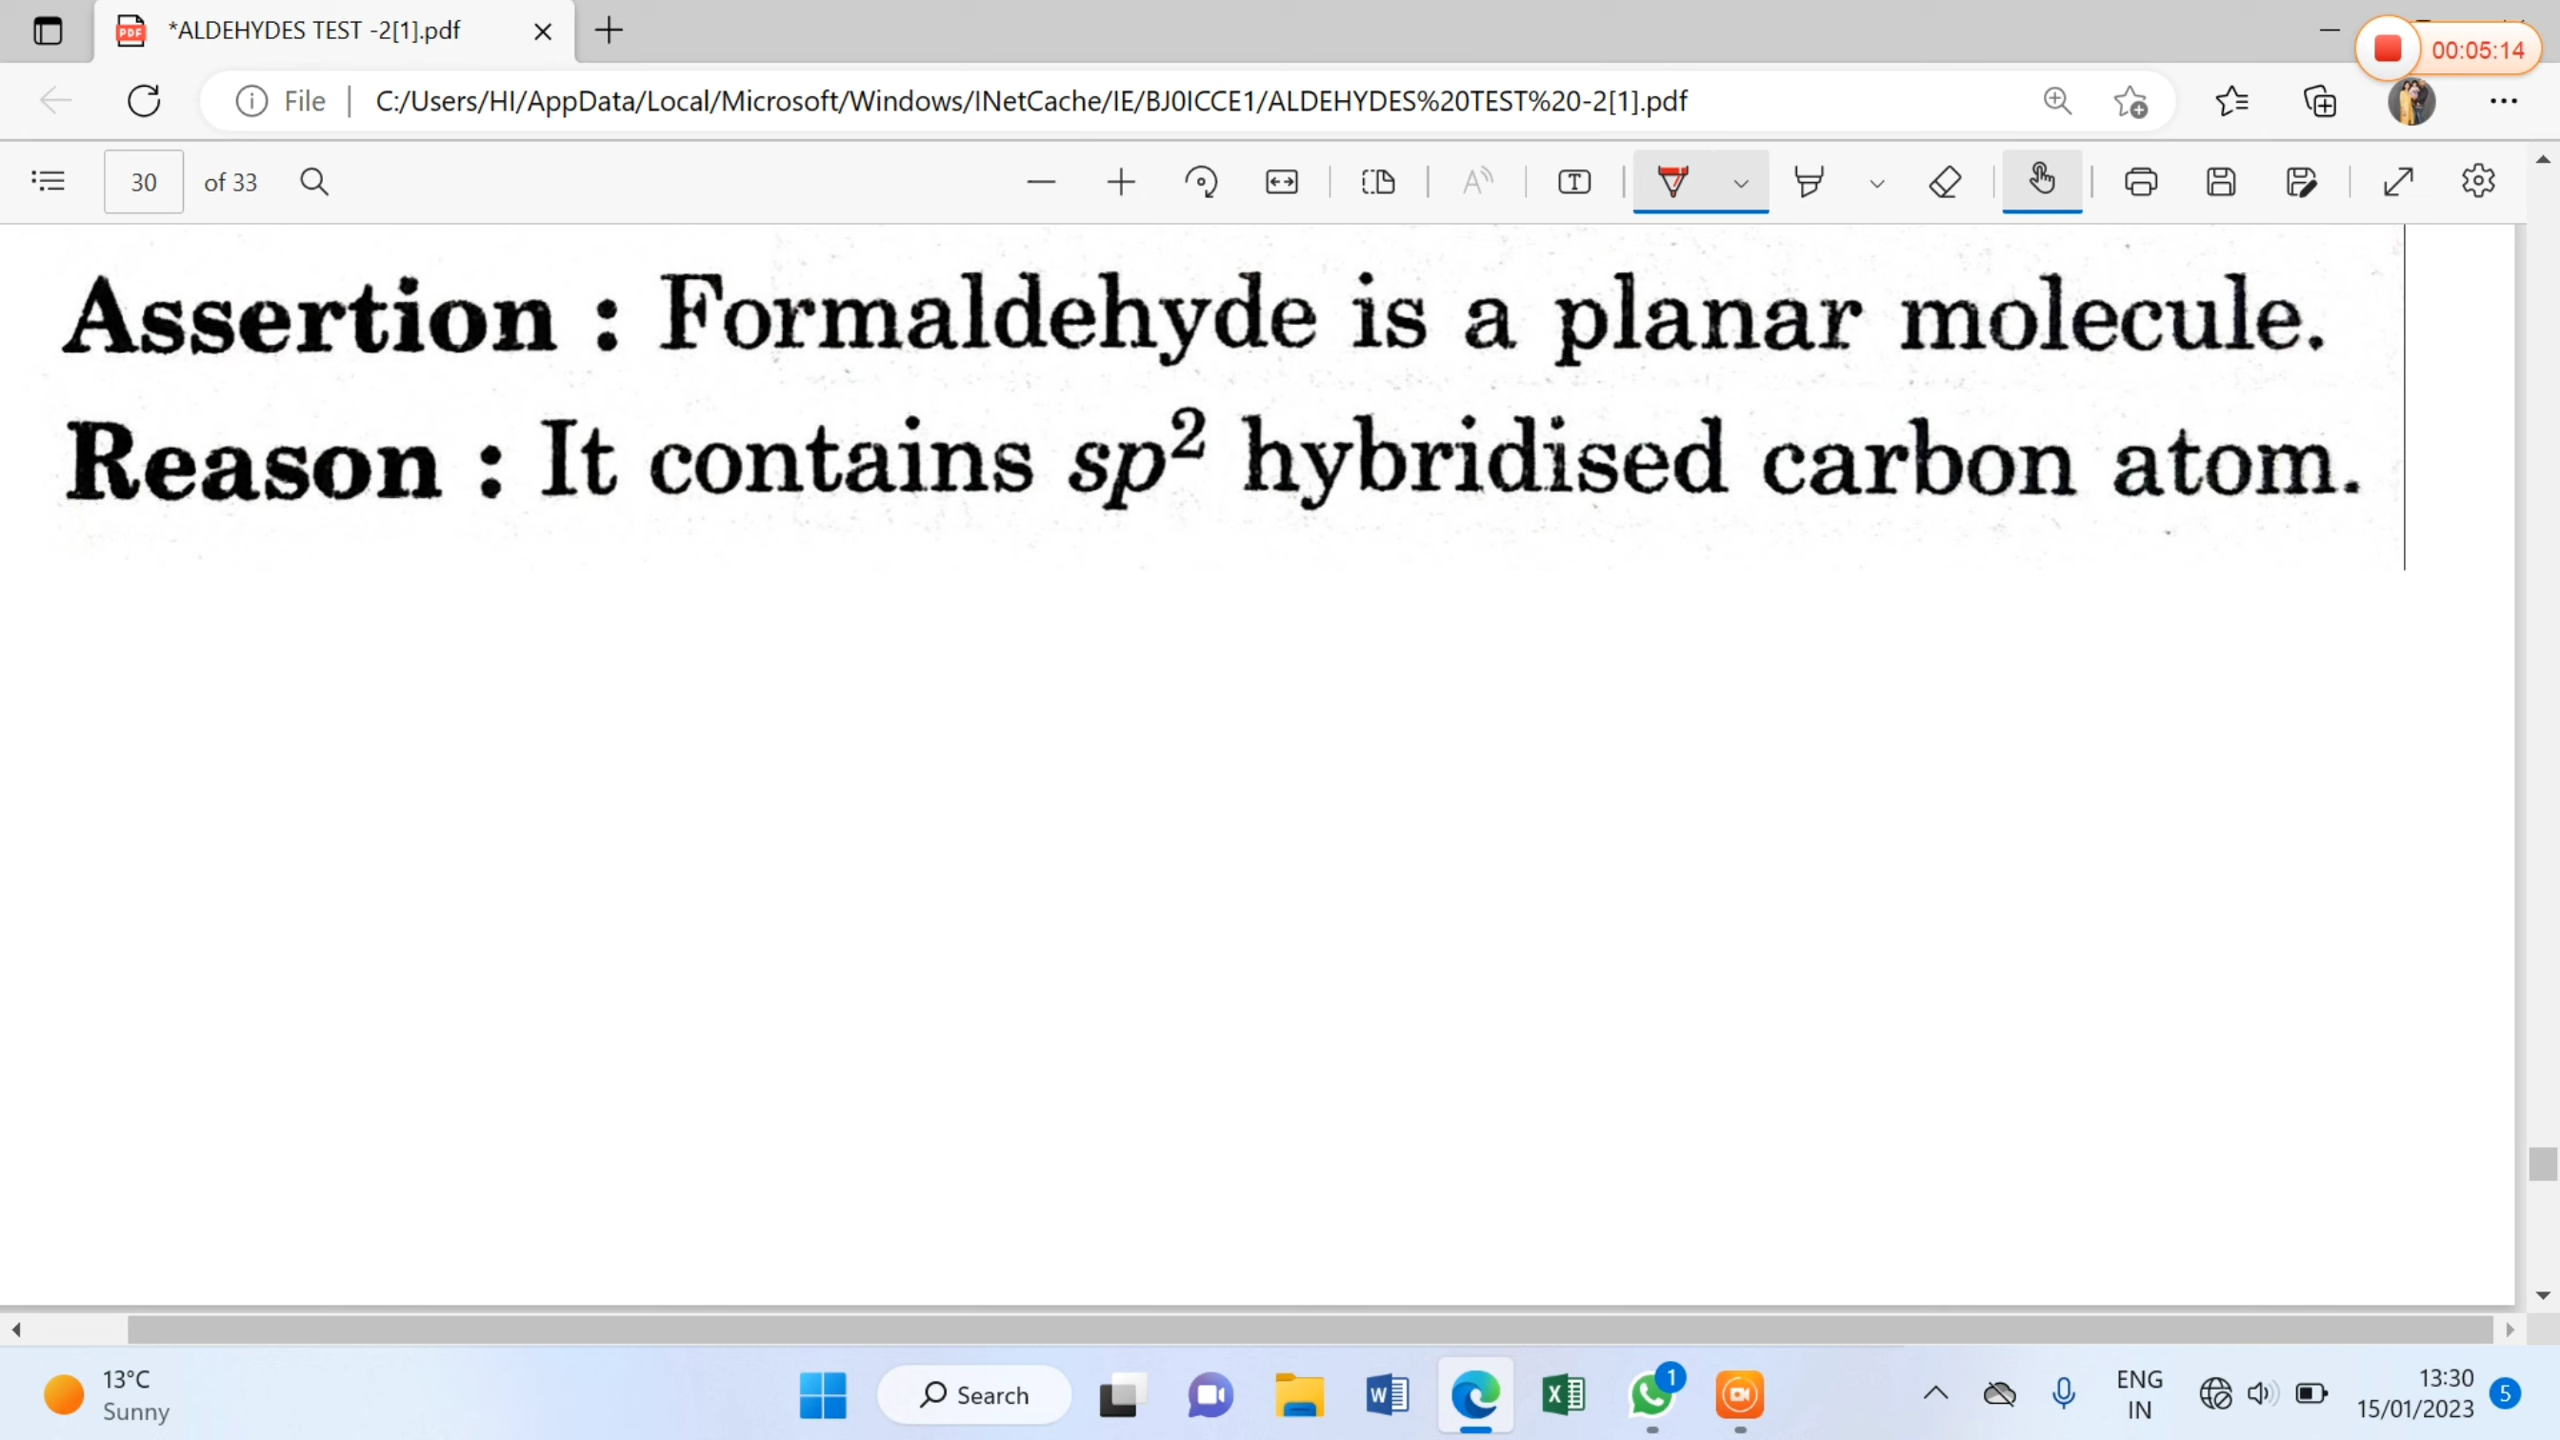 *ALDEHYDES TEST -2[1].pdf
00:05:14
File | C:/Users/HI/AppData/Local/Microsoft/Windows/INetCache/IE/BJ0ICCE1/ALDEHYDES%20TEST%20-2[1].pdf
30 of 33
Assertion : Formaldehyde is a planar molecule.
Reason : It contains sp² hybridised carbon atom.
13°C
Sunny
Search
1
ENG
IN
13:30
15/01/2023
5